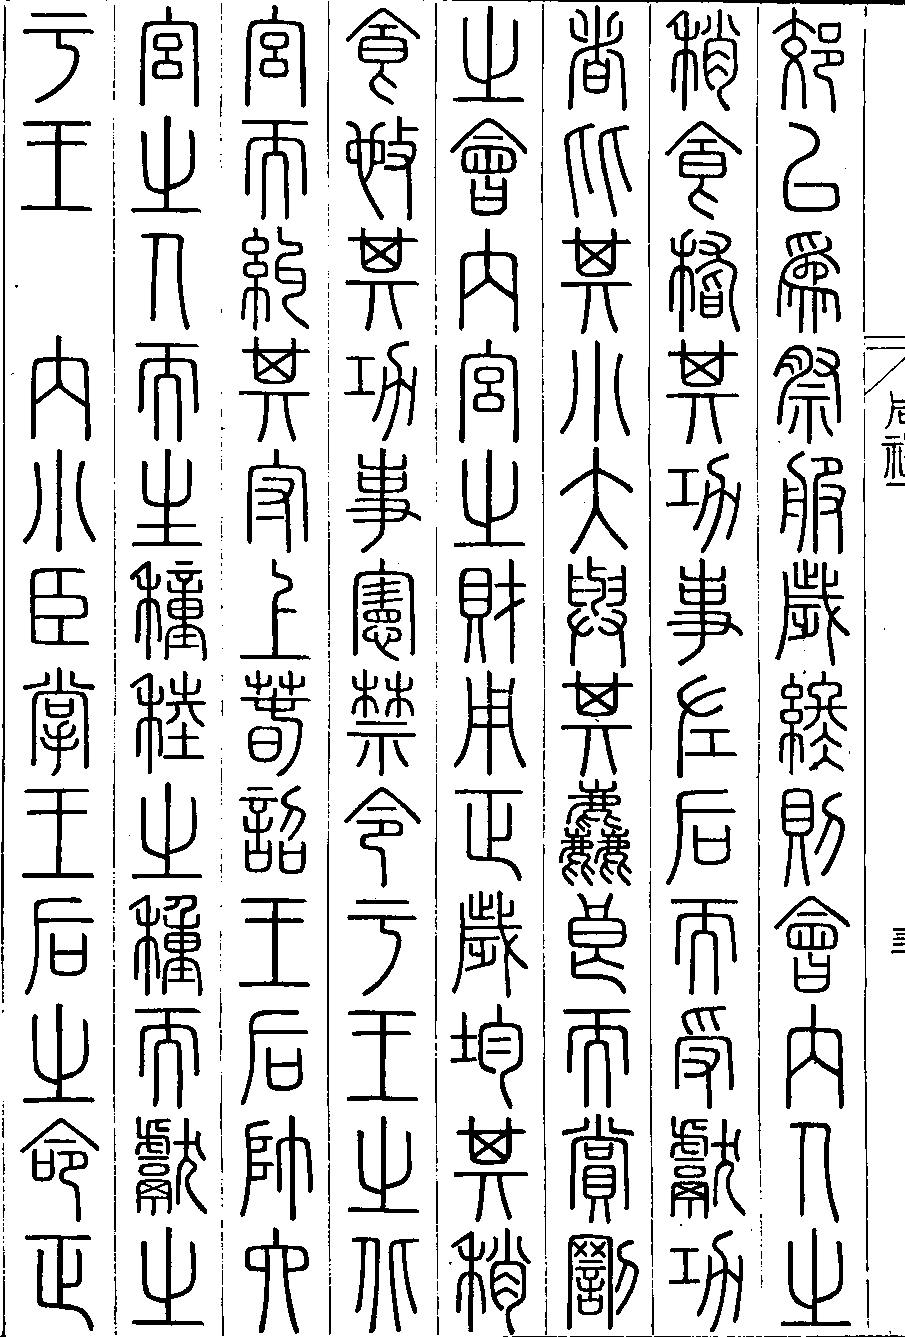 周禮
郊以為祭服歲終則會內人之
稍食稽其功事左后而受獻功
者比其小大與其麤良而賞罰
之會內宮之財用正歲均其稍
食施其功事憲禁令于王之北
宮而糾其守上春詔王后帥六
宮之人而生穜稑之種而獻之
于王　內小臣掌王后之命正